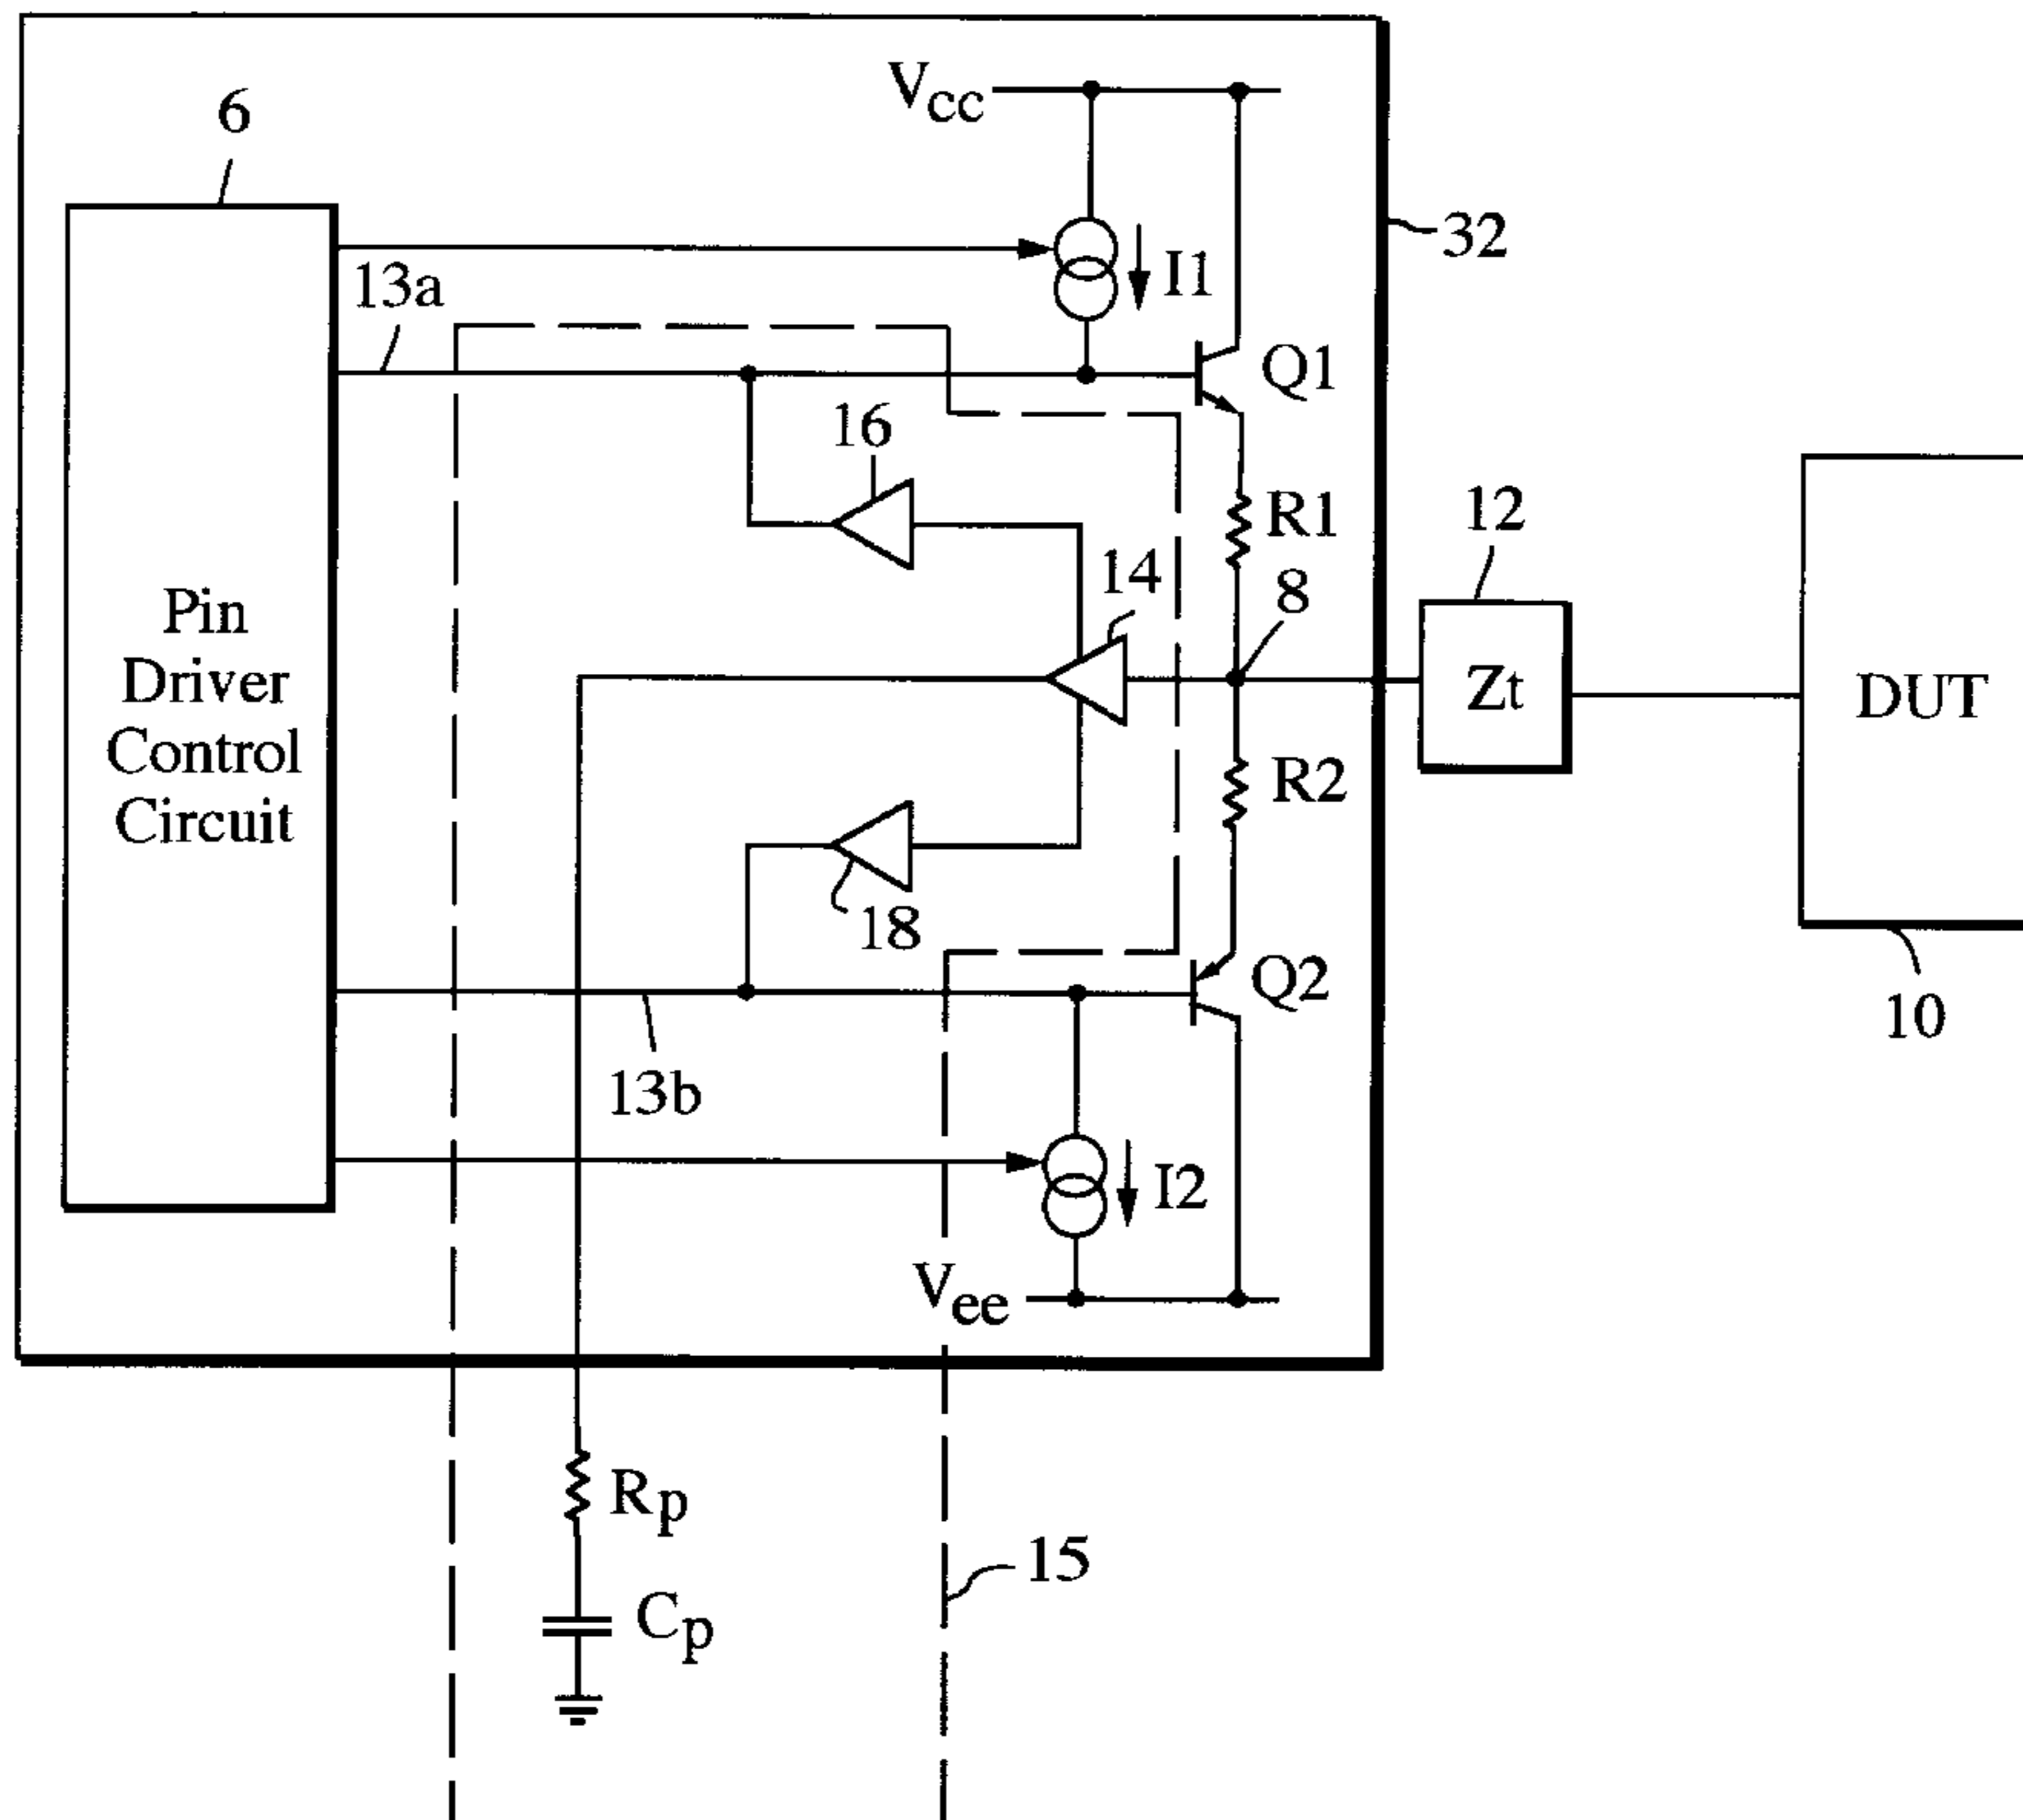 Vcc
6
32
I1
13a
Q1
16
R1
12
14
8
Pin
Driver
Control
Circuit
Zt
DUT
R2
18
Q2
10
13b
I2
Vee
Rp
15
Cp